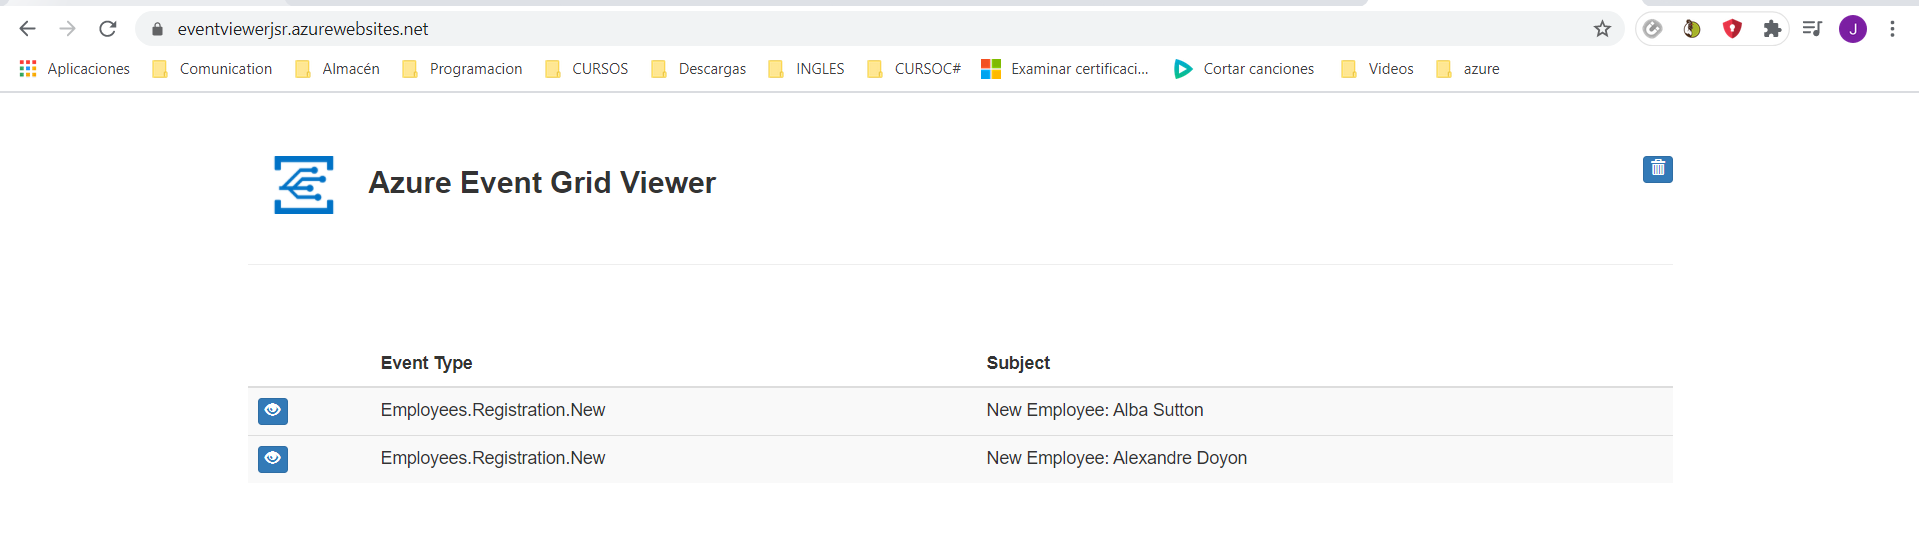 eventviewerjsr.azurewebsites.net
J
Aplicaciones Comunication Almacén Programacion CURSOS Descargas INGLES CURSOC# Examinar certificaci... Cortar canciones Videos azure
Azure Event Grid Viewer
Event Type Subject
Employees.Registration.New New Employee: Alba Sutton
Employees.Registration.New New Employee: Alexandre Doyon